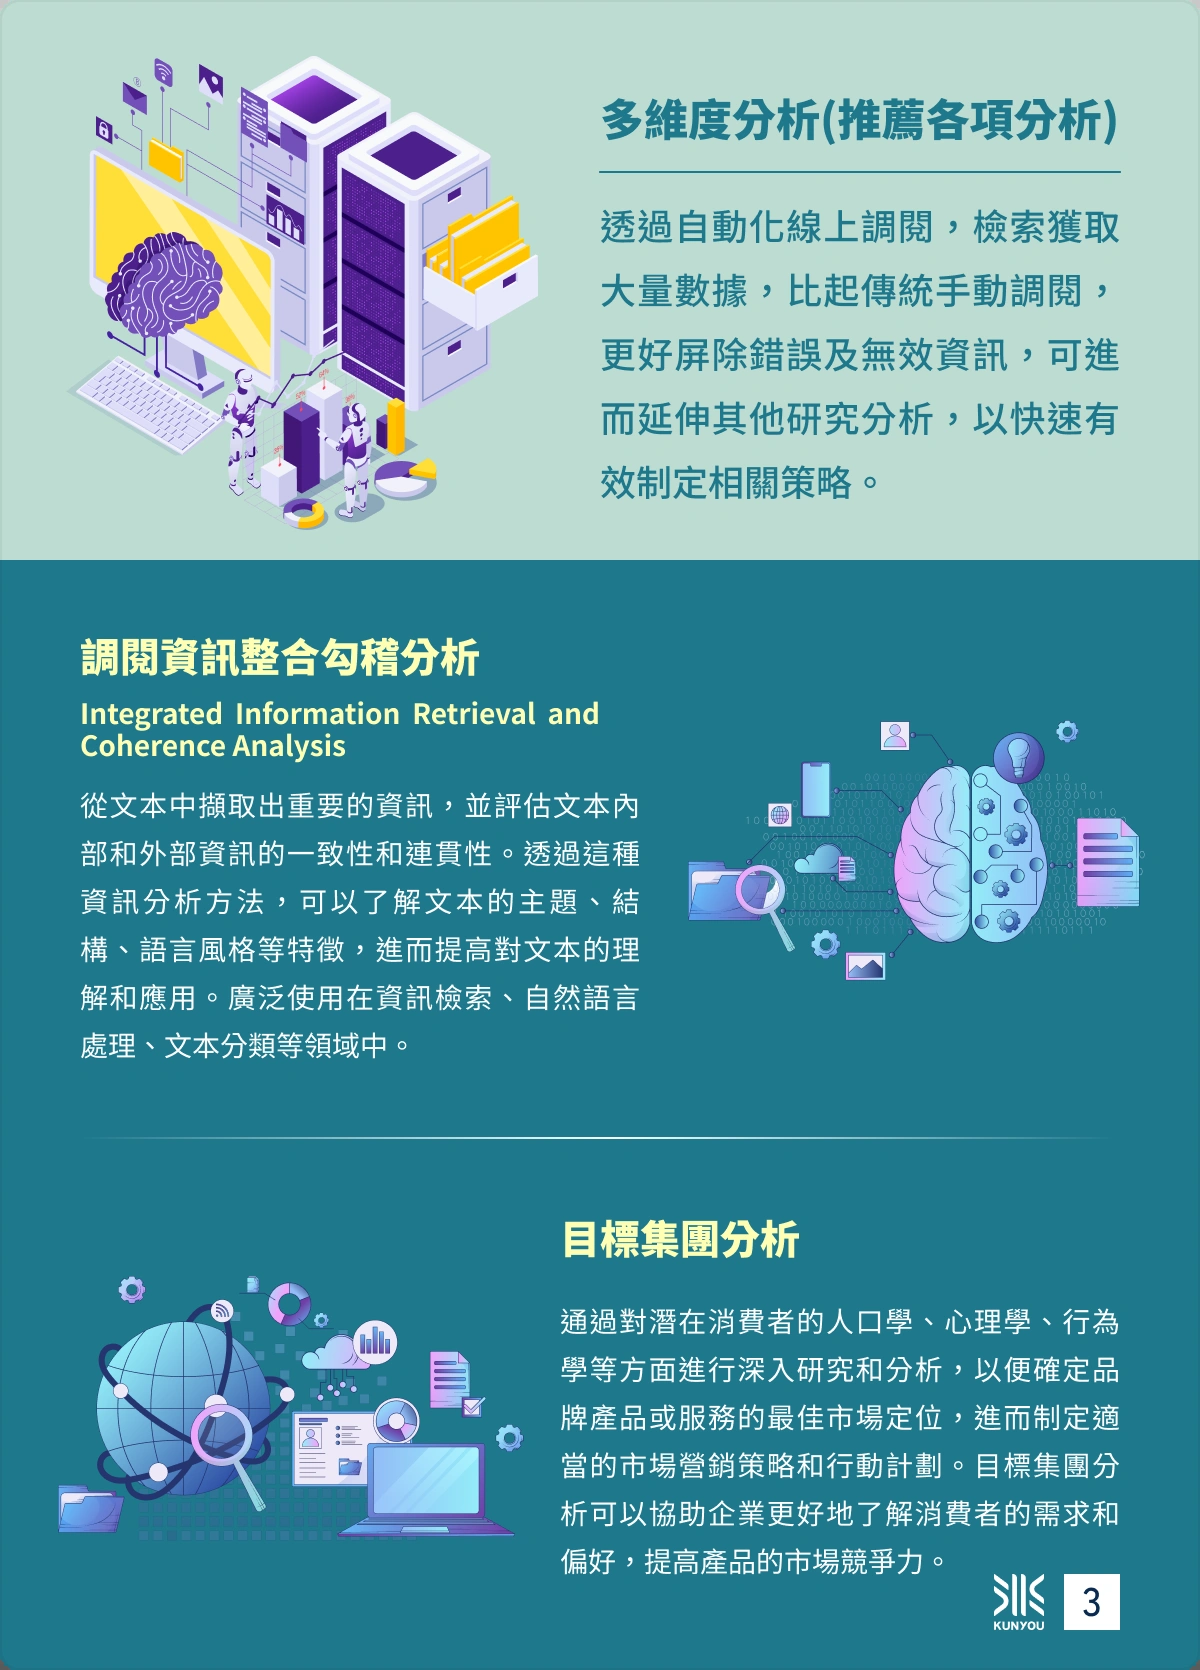 多維度分析(推薦各項分析)
透過自動化線上調閱，檢索獲取
大量數據，比起傳統手動調閱，
更好屏除錯誤及無效資訊，可進
而延伸其他研究分析，以快速有
效制定相關策略。
調閱資訊整合勾稽分析
Integrated Information Retrieval and
Coherence Analysis
從文本中擷取出重要的資訊，並評估文本內
部和外部資訊的一致性和連貫性。透過這種
資訊分析方法，可以了解文本的主題、結
構、語言風格等特徵，進而提高對文本的理
解和應用。廣泛使用在資訊檢索、自然語言
處理、文本分類等領域中。
目標集團分析
通過對潛在消費者的人口學、心理學、行為
學等方面進行深入研究和分析，以便確定品
牌產品或服務的最佳市場定位，進而制定適
當的市場營銷策略和行動計劃。目標集團分
析可以協助企業更好地了解消費者的需求和
偏好，提高產品的市場競爭力。
KUNYOU
3